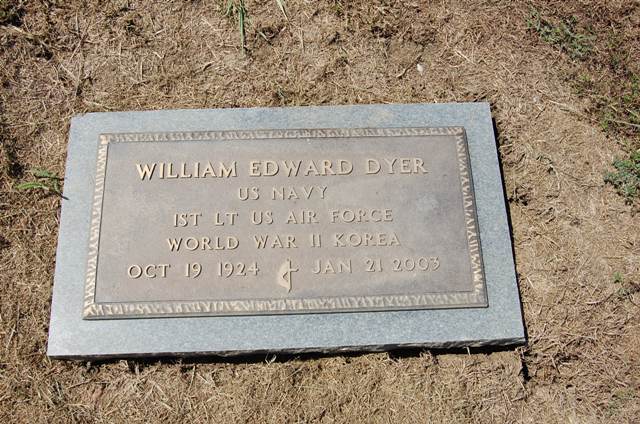 WILLIAM EDWARD DYER
US NAVY
1ST LT US AIR FORCE
WORLD WAR II KOREA
OCT 19 1924 JAN 21 2003